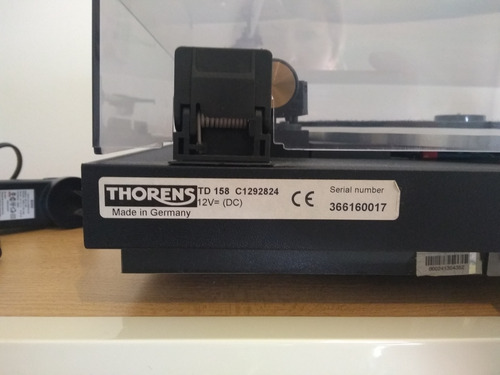 THORENS TD 158 C1292824
Made in Germany 12V= (DC)
CE
Serial number
366160017